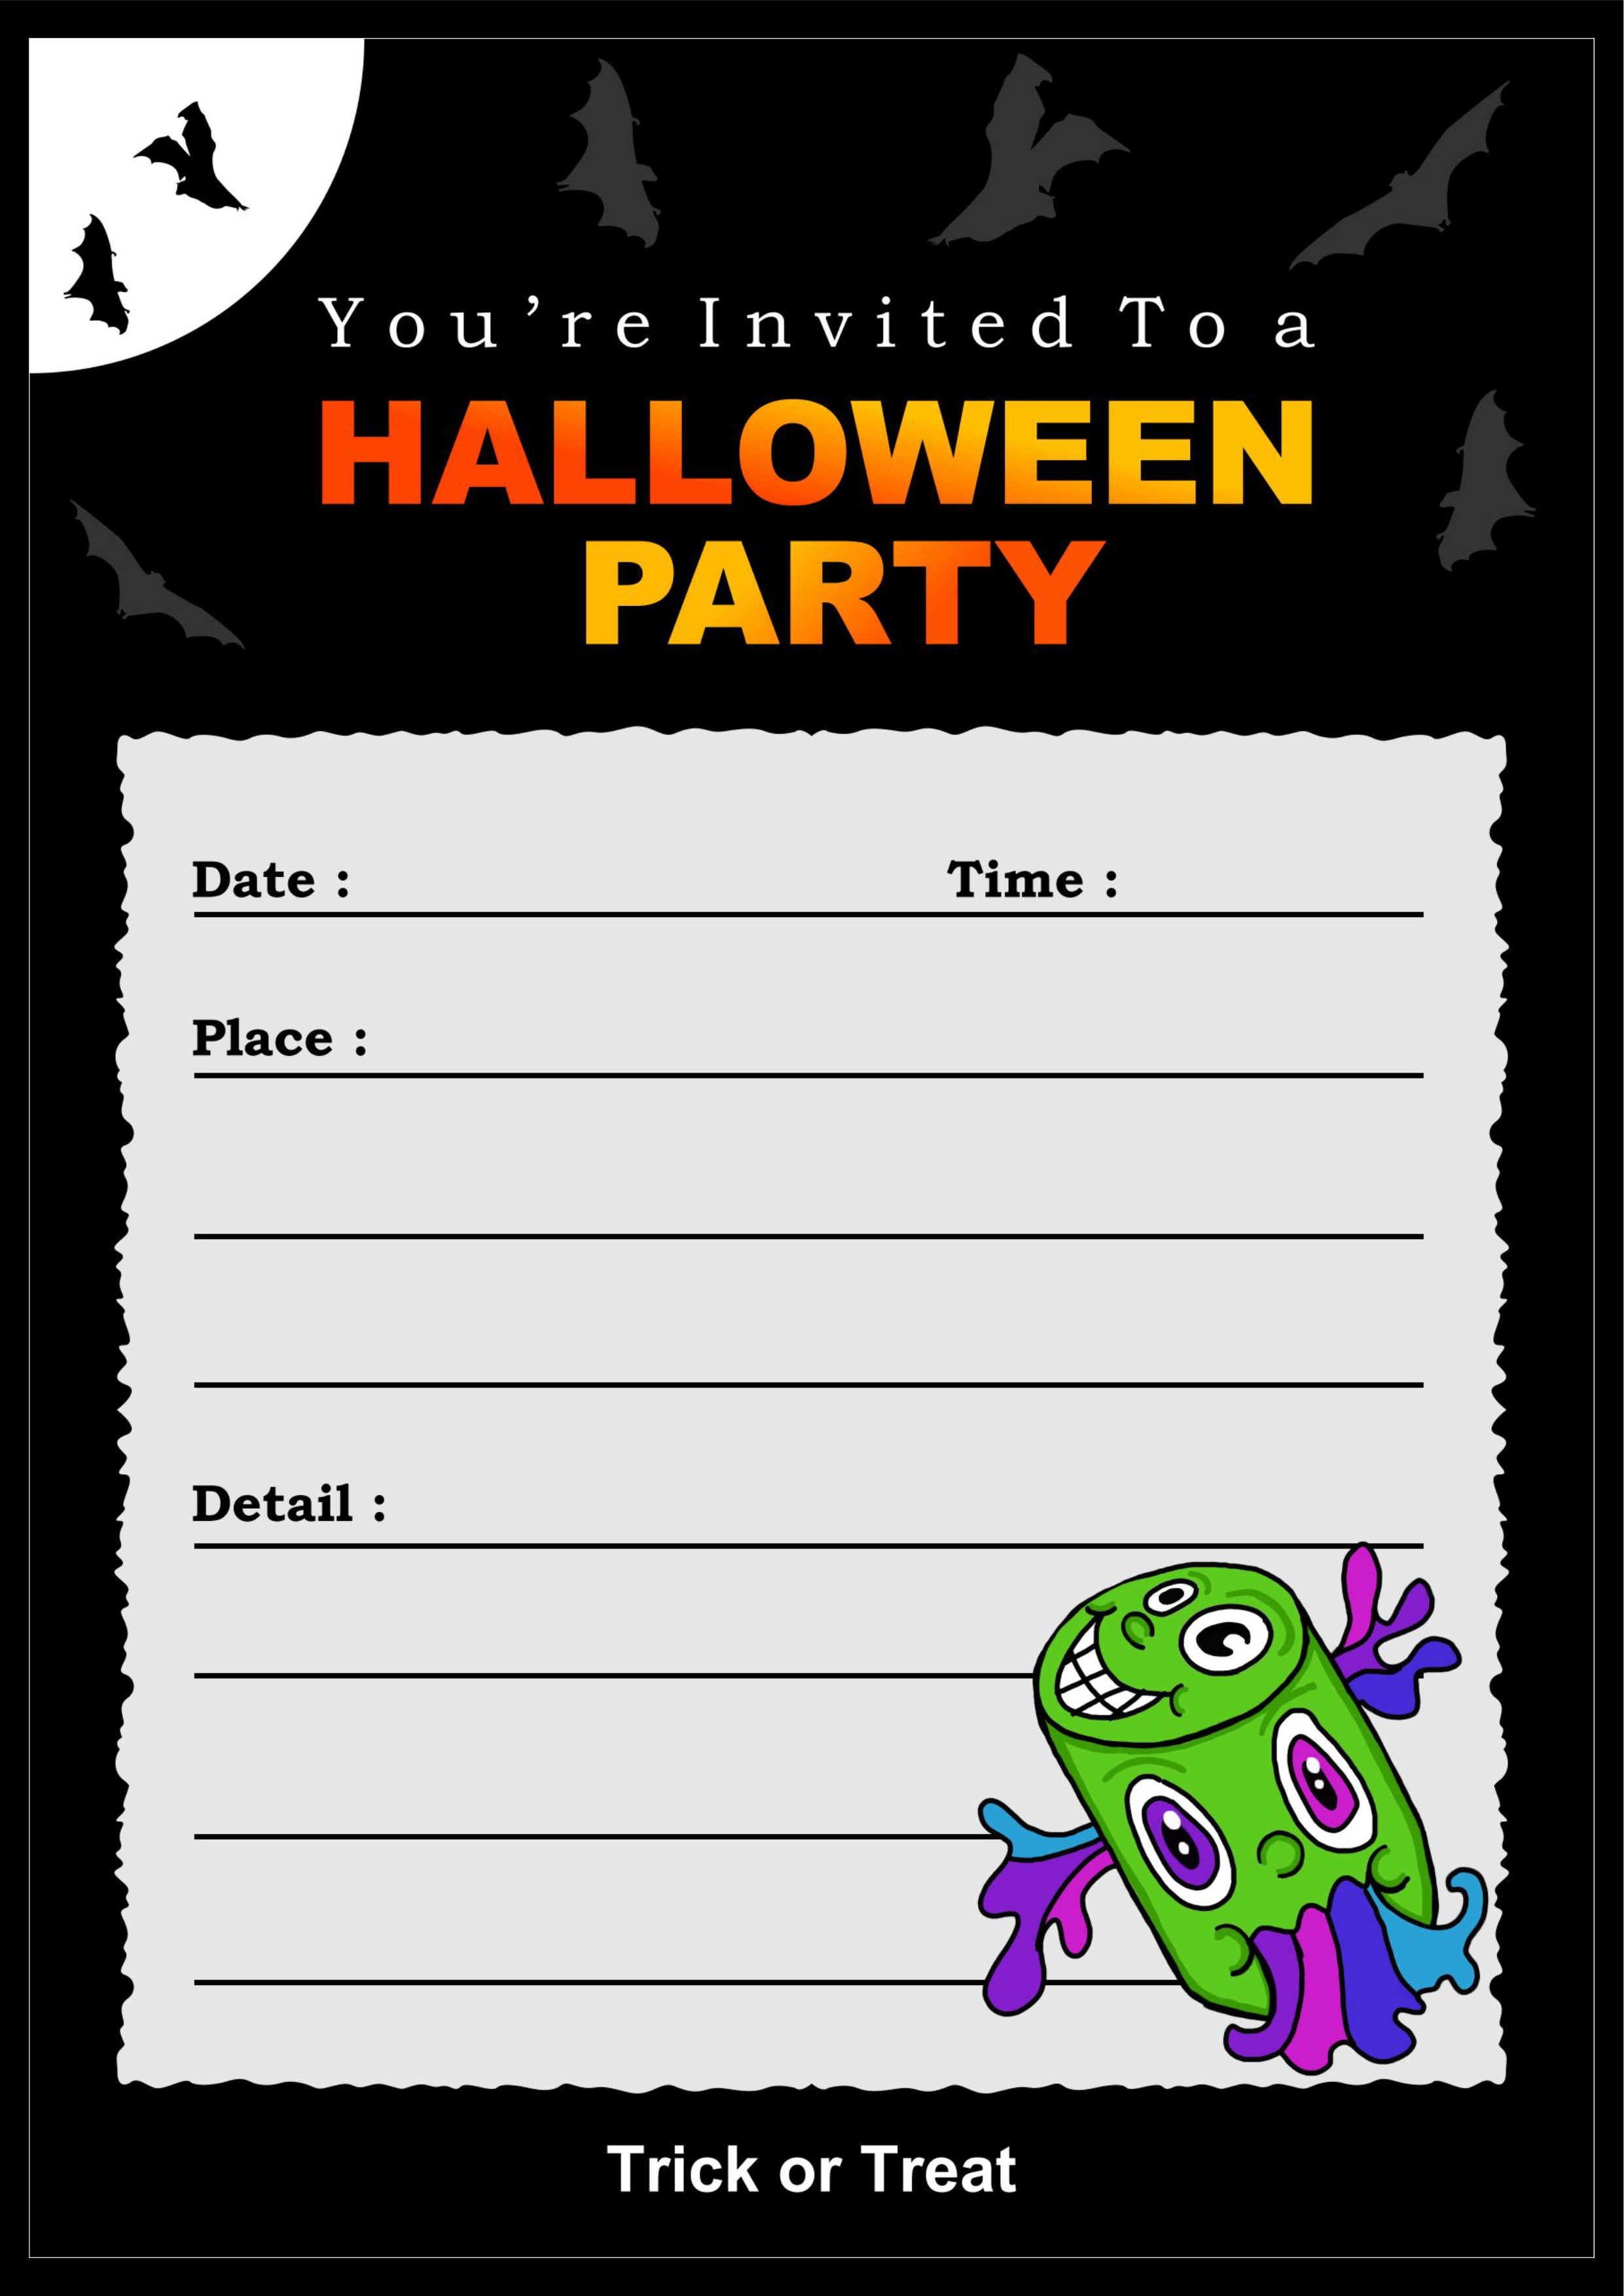 You're Invited To a
HALLOWEEN
PARTY
Date : Time :
Place :
Detail :
Trick or Treat